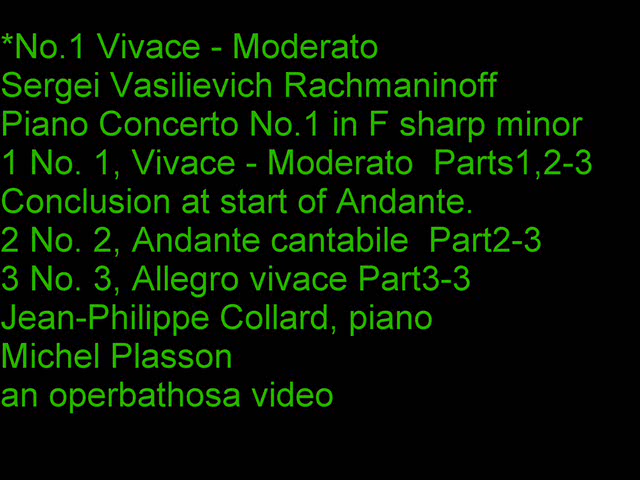 *No.1 Vivace - Moderato
Sergei Vasilievich Rachmaninoff
Piano Concerto No.1 in F sharp minor
1 No. 1, Vivace - Moderato  Parts1,2-3
Conclusion at start of Andante.
2 No. 2, Andante cantabile  Part2-3
3 No. 3, Allegro vivace Part3-3
Jean-Philippe Collard, piano
Michel Plasson
an operbathosa video